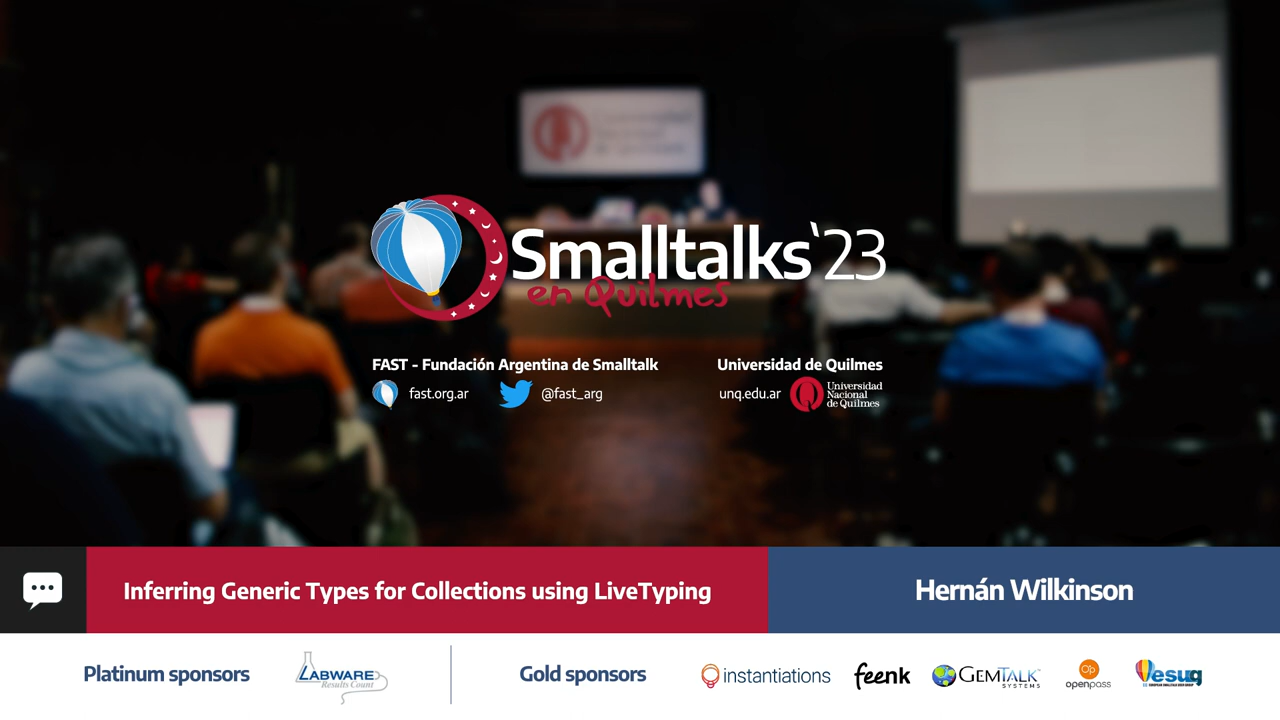 Smalltalks`23
en Quilmes
FAST - Fundación Argentina de Smalltalk
fast.org.ar
@fast_arg
Universidad de Quilmes
unq.edu.ar
Universidad
Nacional
de Quilmes
Inferring Generic Types for Collections using LiveTyping
Hernán Wilkinson
Platinum sponsors
LABWARE
Results Count
Gold sponsors
instantiations
feenk
GEMTALK
SYSTEMS
op
openpass
esug